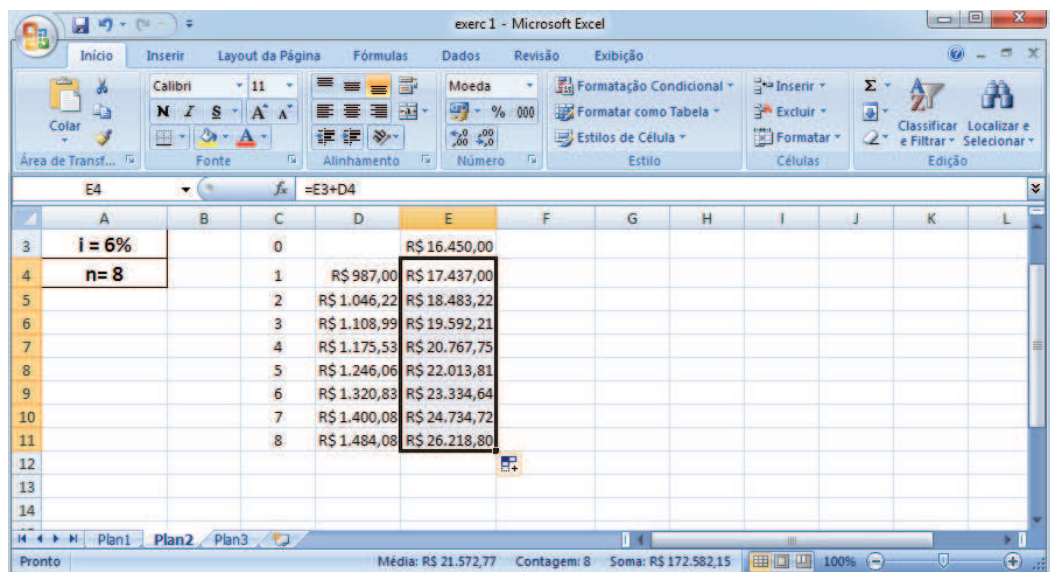 exerc 1 - Microsoft Excel
Início Inserir Layout da Página Fórmulas Dados Revisão Exibição
Colar
Área de Transf...
Calibri 11
N I S A A
A
Fonte
Alinhamento
Moeda
% 000
,00 ,0
Número
Formatação Condicional
Formatar como Tabela
Estilos de Célula
Estilo
Inserir
Excluir
Formatar
Células
Σ
Classificar e Filtrar
Localizar e Selecionar
Edição
E4 fx =E3+D4
A B C D E F G H I J K L
3 i = 6% 0 R$ 16.450,00
4 n= 8 1 R$ 987,00 R$ 17.437,00
5 2 R$ 1.046,22 R$ 18.483,22
6 3 R$ 1.108,99 R$ 19.592,21
7 4 R$ 1.175,53 R$ 20.767,75
8 5 R$ 1.246,06 R$ 22.013,81
9 6 R$ 1.320,83 R$ 23.334,64
10 7 R$ 1.400,08 R$ 24.734,72
11 8 R$ 1.484,08 R$ 26.218,80
12
13
14
Plan1 Plan2 Plan3
Pronto Média: R$ 21.572,77 Contagem: 8 Soma: R$ 172.582,15 100%